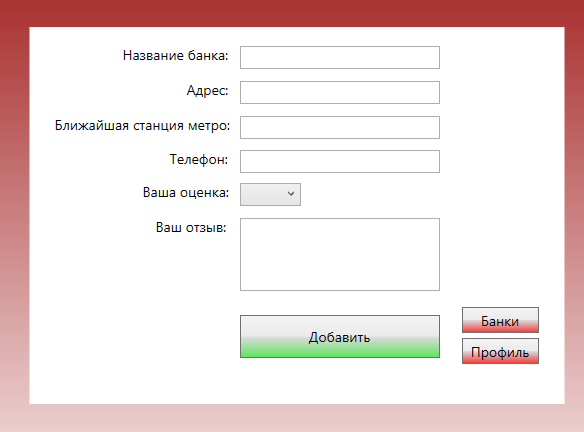 Название банка:
Адрес:
Ближайшая станция метро:
Телефон:
Ваша оценка:
Ваш отзыв:
Добавить
Банки
Профиль